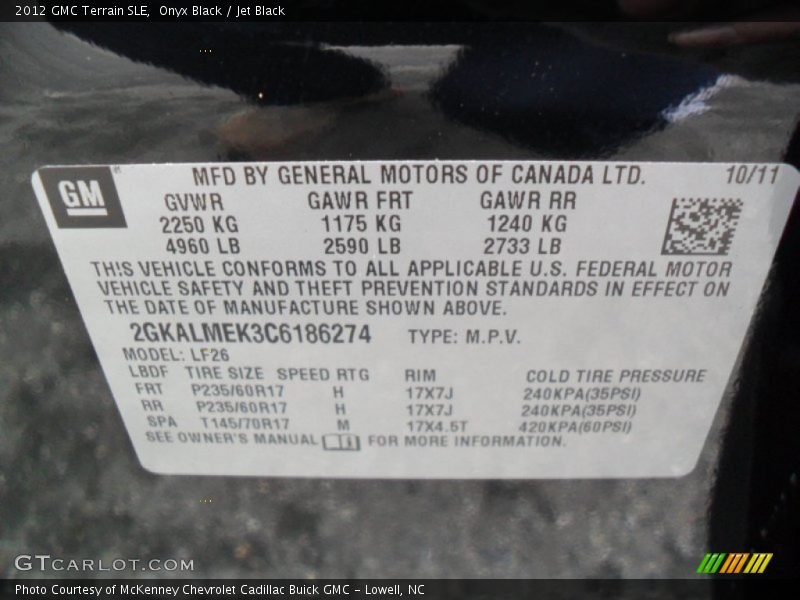 2012 GMC Terrain SLE,  Onyx Black / Jet Black
MFD BY GENERAL MOTORS OF CANADA LTD. 10/11
GM
GVWR GAWR FRT GAWR RR
2250 KG 1175 KG 1240 KG
4960 LB 2590 LB 2733 LB
THIS VEHICLE CONFORMS TO ALL APPLICABLE U.S. FEDERAL MOTOR
VEHICLE SAFETY AND THEFT PREVENTION STANDARDS IN EFFECT ON
THE DATE OF MANUFACTURE SHOWN ABOVE.
2GKALMEK3C6186274 TYPE: M.P.V.
MODEL: LF26
LBDF TIRE SIZE SPEED RTG RIM COLD TIRE PRESSURE
FRT P235/60R17 H 17X7J 240KPA(35PSI)
RR P235/60R17 H 17X7J 240KPA(35PSI)
SPA T145/70R17 M 17X4.5T 420KPA(60PSI)
SEE OWNER'S MANUAL FOR MORE INFORMATION.
GTCARLOT.COM
Photo Courtesy of McKenney Chevrolet Cadillac Buick GMC - Lowell, NC